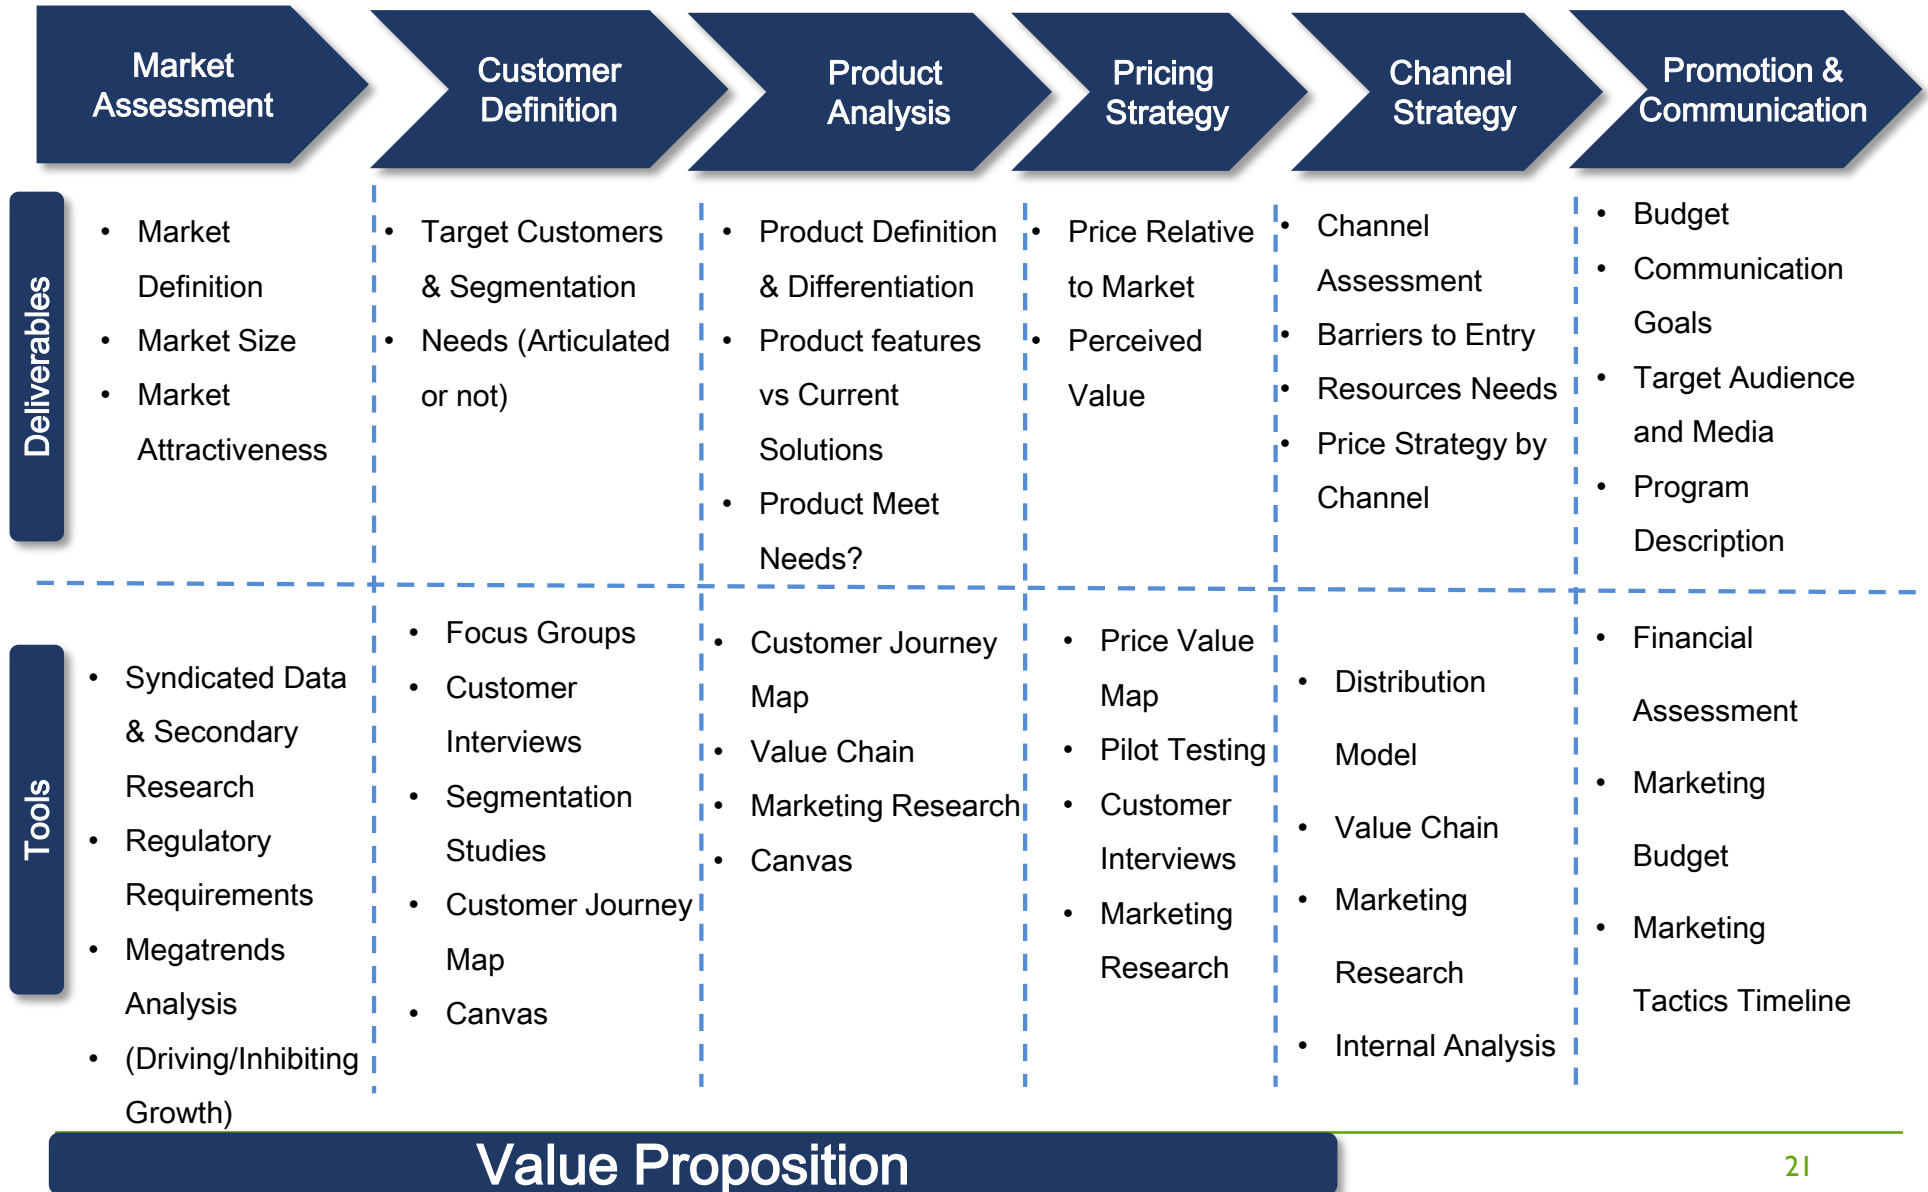 Market
Assessment
Customer
Definition
Product
Analysis
Pricing
Strategy
Channel
Strategy
Promotion &
Communication
Deliverables
• Market
Definition
• Market Size
• Market
Attractiveness
• Target Customers
& Segmentation
• Needs (Articulated
or not)
• Product Definition
& Differentiation
• Product features
vs Current
Solutions
• Product Meet
Needs?
• Price Relative
to Market
• Perceived
Value
• Channel
Assessment
• Barriers to Entry
• Resources Needs
• Price Strategy by
Channel
• Budget
• Communication
Goals
• Target Audience
and Media
• Program
Description
Tools
• Syndicated Data
& Secondary
Research
• Regulatory
Requirements
• Megatrends
Analysis
• (Driving/Inhibiting
Growth)
• Focus Groups
• Customer
Interviews
• Segmentation
Studies
• Customer Journey
Map
• Canvas
• Customer Journey
Map
• Value Chain
• Marketing Research
• Canvas
• Price Value
Map
• Pilot Testing
• Customer
Interviews
• Marketing
Research
• Distribution
Model
• Value Chain
• Marketing
Research
• Internal Analysis
• Financial
Assessment
• Marketing
Budget
• Marketing
Tactics Timeline
Value Proposition
21